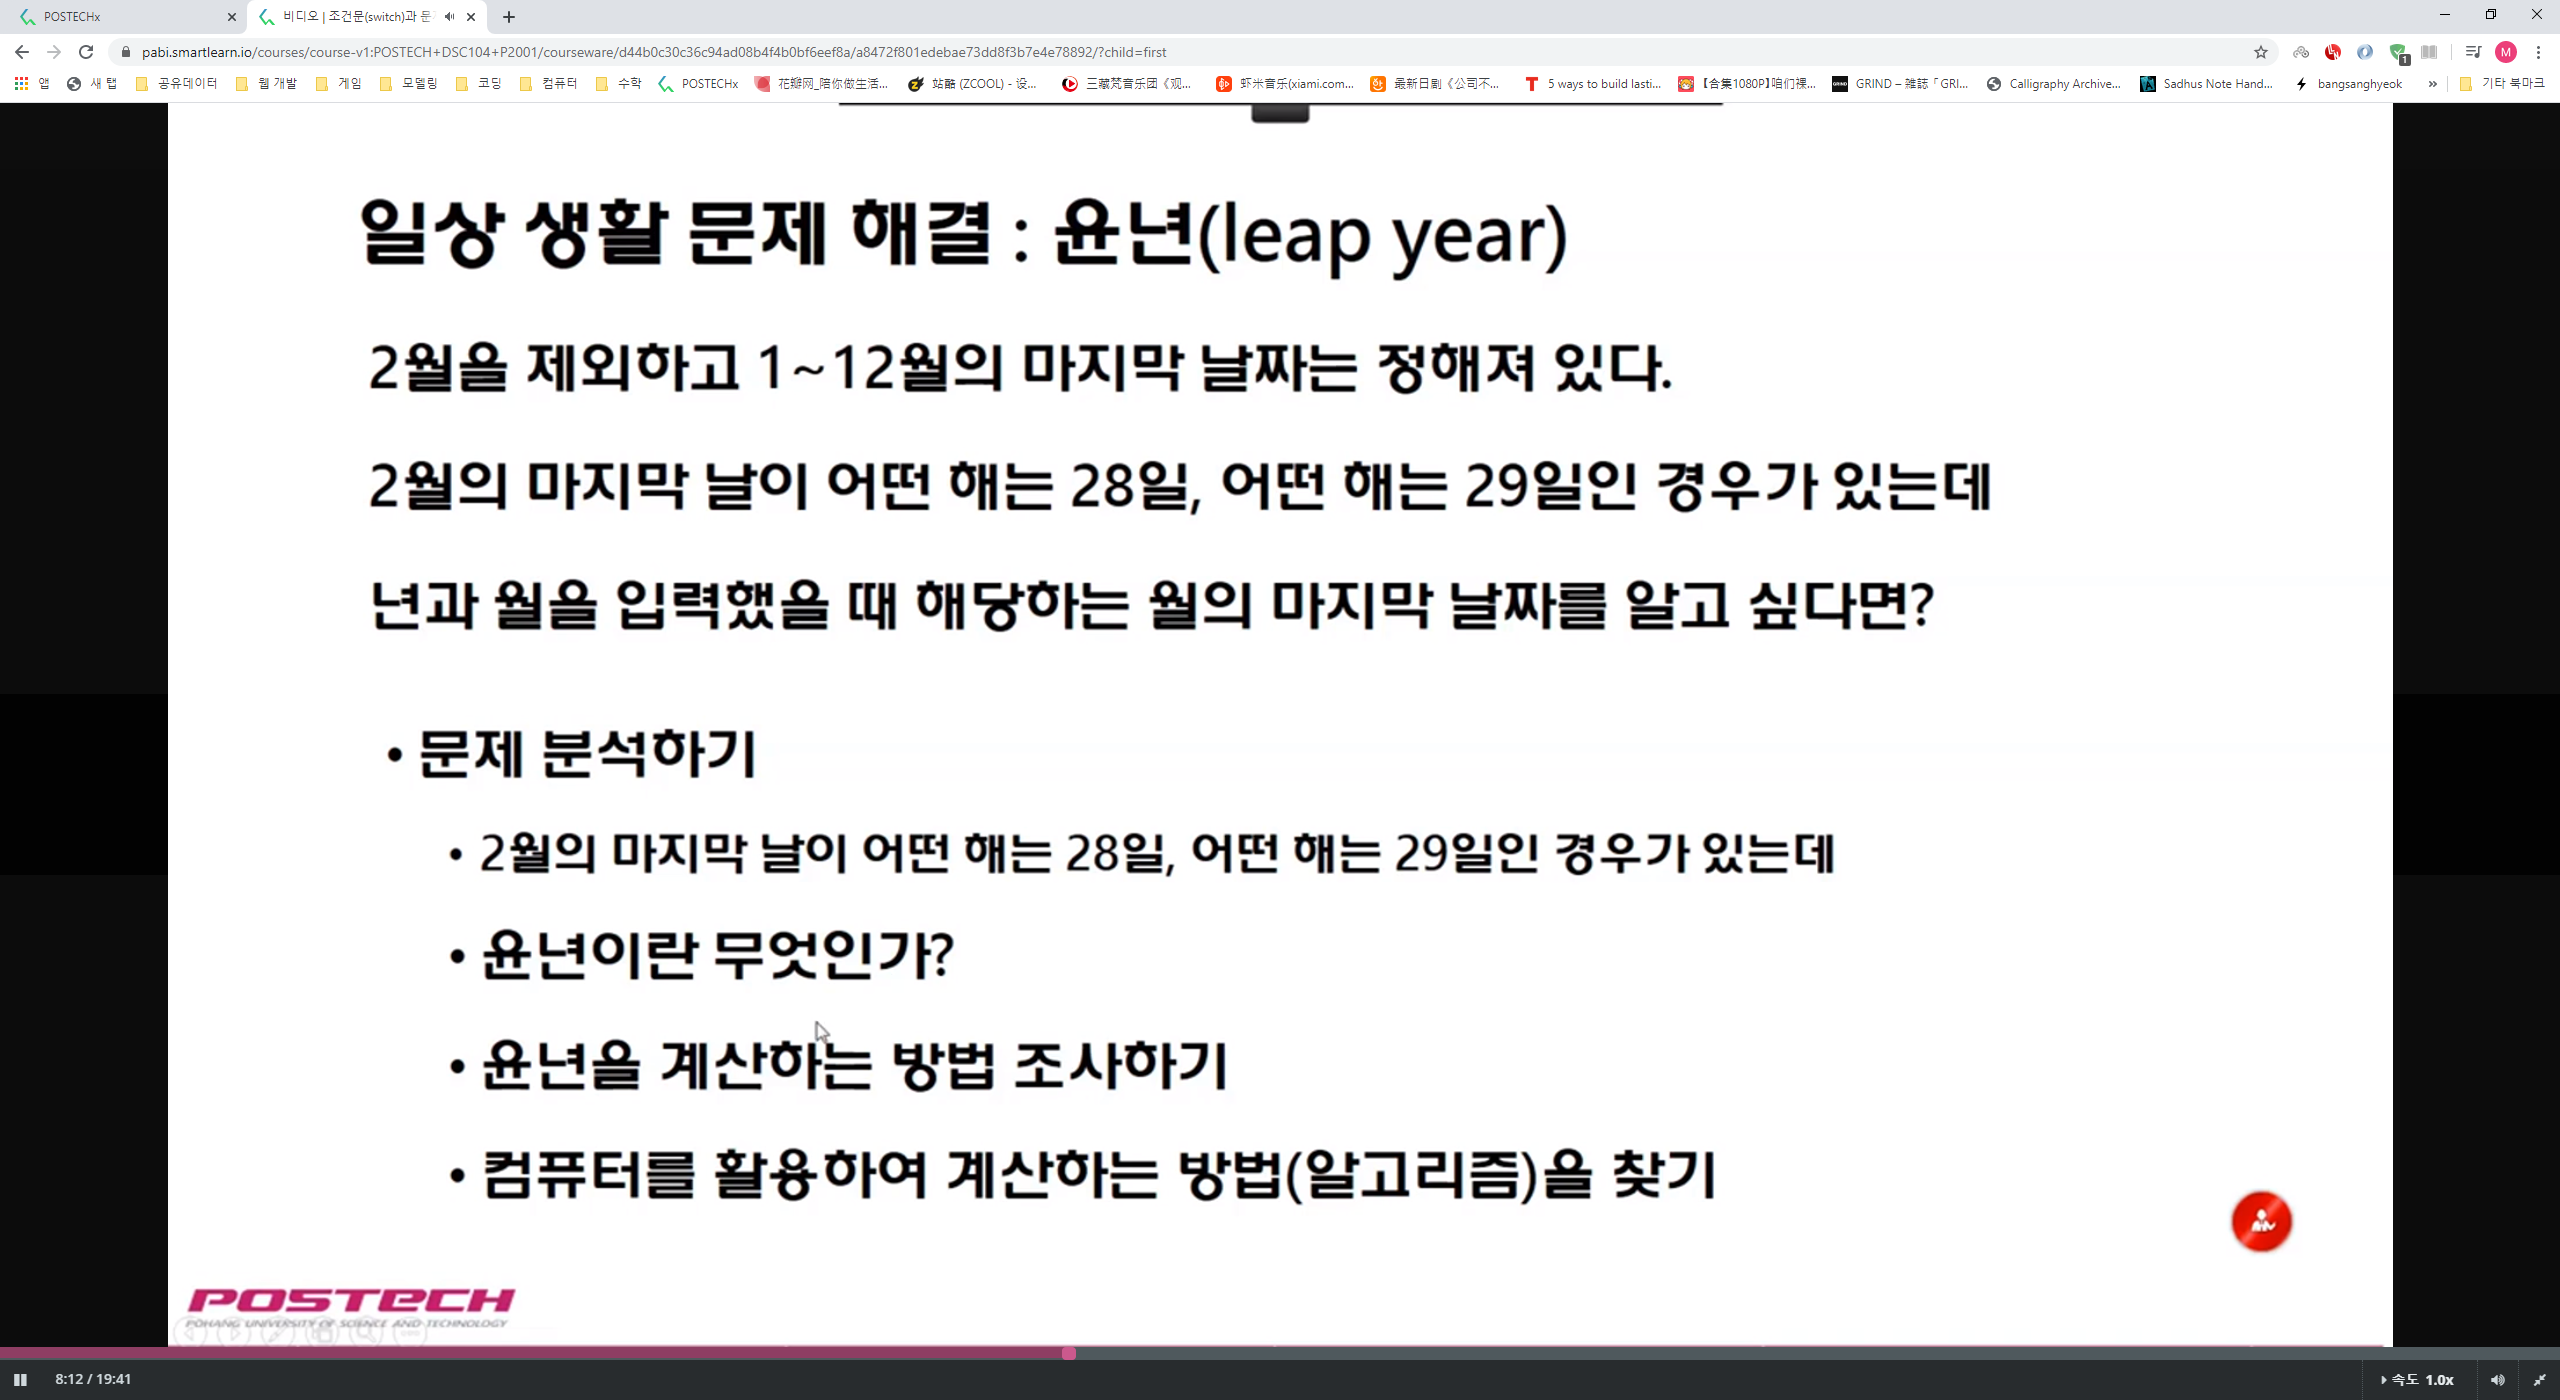 POSTECHx
비디오 | 조건문(switch)과 문
pabi.smartlearn.io/courses/course-v1:POSTECH+DSC104+P2001/courseware/d44b0c30c36c94ad08b4f4b0bf6eef8a/a8472f801edebae73dd8f3b7e4e78892/?child=first
M
1
앱 새 탭 공유데이터 웹 개발 게임 모델링 코딩 컴퓨터 수학 POSTECHx 花瓣网_陪你做生活... 站酷 (ZCOOL) - 设... 三藏梵音乐团《观... 虾米音乐(xiami.com... 最新日剧《公司不... 5 ways to build lasti... 【合集1080P】咱们裸... GRIND – 雑誌「GRI... Calligraphy Archive... Sadhus Note Hand... bangsanghyeok » 기타 북마크
일상 생활 문제 해결 : 윤년(leap year)
2월을 제외하고 1~12월의 마지막 날짜는 정해져 있다.
2월의 마지막 날이 어떤 해는 28일, 어떤 해는 29일인 경우가 있는데
년과 월을 입력했을 때 해당하는 월의 마지막 날짜를 알고 싶다면?
• 문제 분석하기
• 2월의 마지막 날이 어떤 해는 28일, 어떤 해는 29일인 경우가 있는데
• 윤년이란 무엇인가?
• 윤년을 계산하는 방법 조사하기
• 컴퓨터를 활용하여 계산하는 방법(알고리즘)을 찾기
POSTECH
POHANG UNIVERSITY OF SCIENCE AND TECHNOLOGY
8:12 / 19:41
속도 1.0x